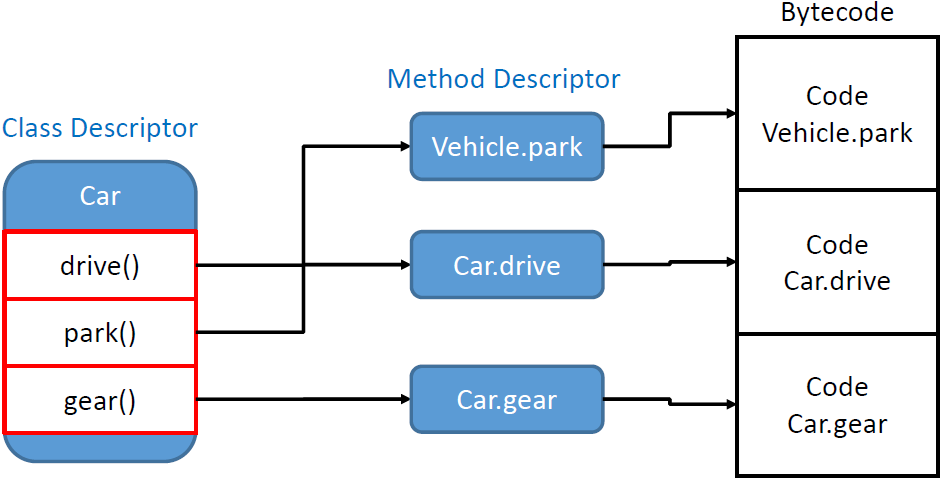 Bytecode
Method Descriptor
Class Descriptor
Car
drive()
park()
gear()
Vehicle.park
Car.drive
Car.gear
Code
Vehicle.park
Code
Car.drive
Code
Car.gear